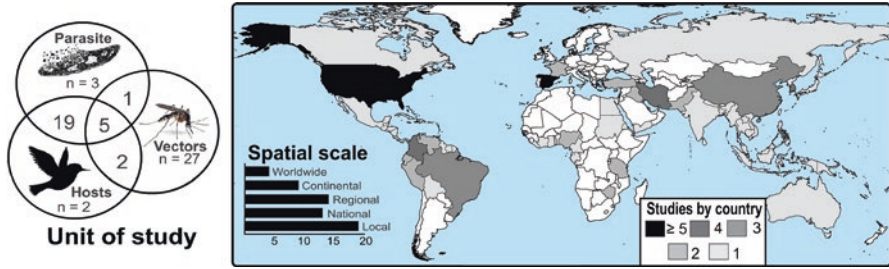 Parasite
n = 3
1
19
5
Vectors
n = 27
2
Hosts
n = 2
Unit of study
Spatial scale
Worldwide
Continental
Regional
National
Local
5 10 15 20
Studies by country
≥ 5 4 3
2 1